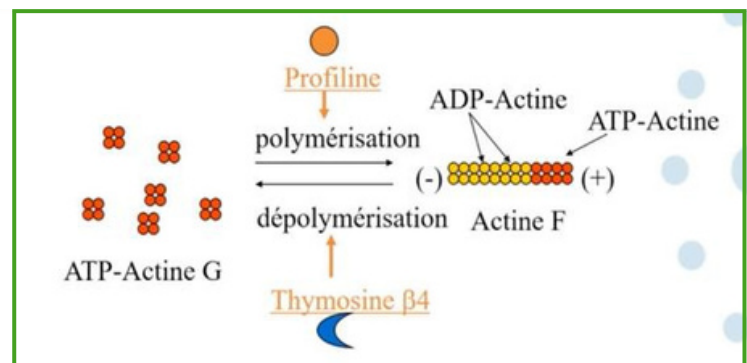 Profiline
polymérisation
ADP-Actine
ATP-Actine
(-)
(+)
dépolymérisation
Actine F
ATP-Actine G
Thymosine β4